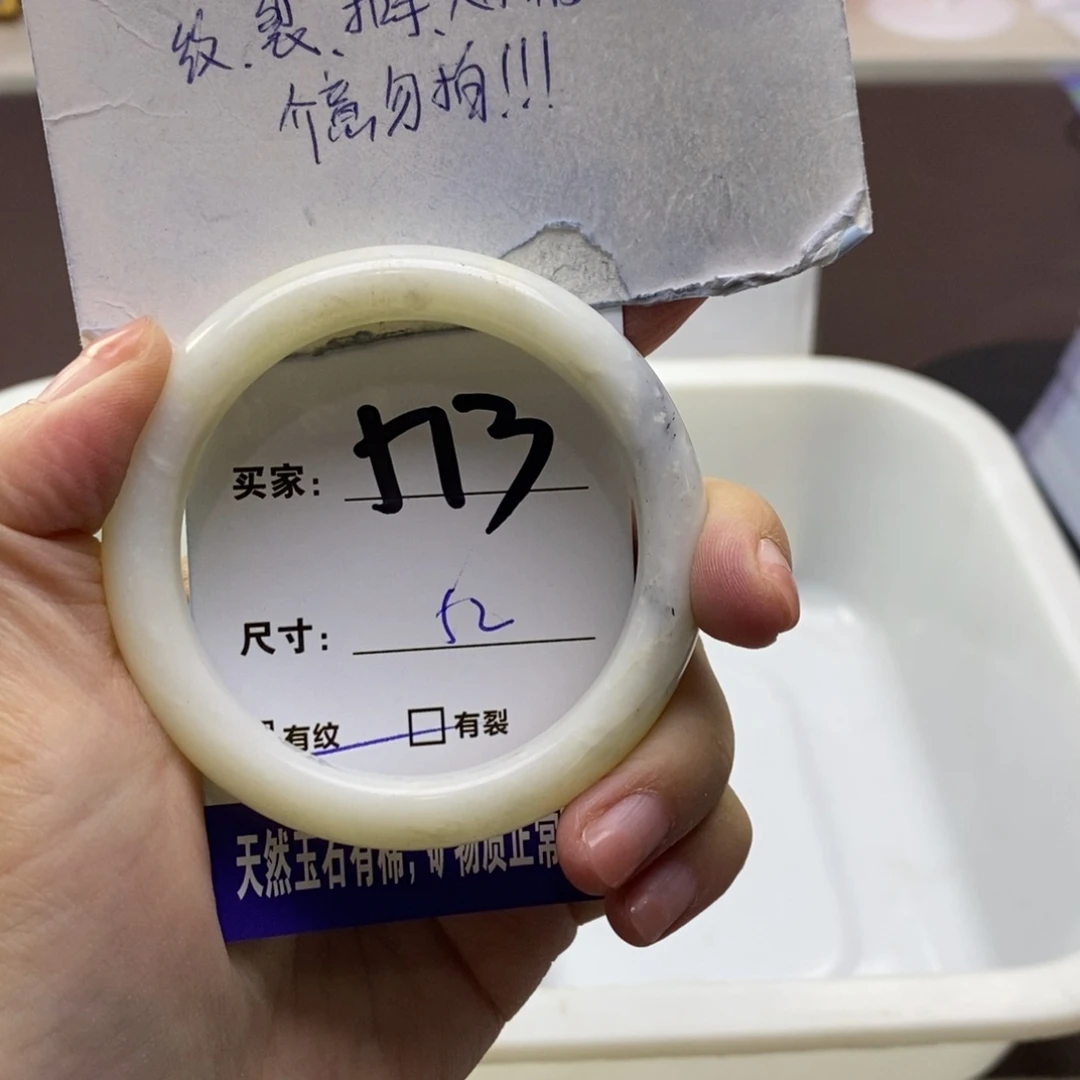 纹、裂、
介意勿拍!!!
买家:
尺寸: 52
有纹 有裂
天然玉石有棉,矿物质正常